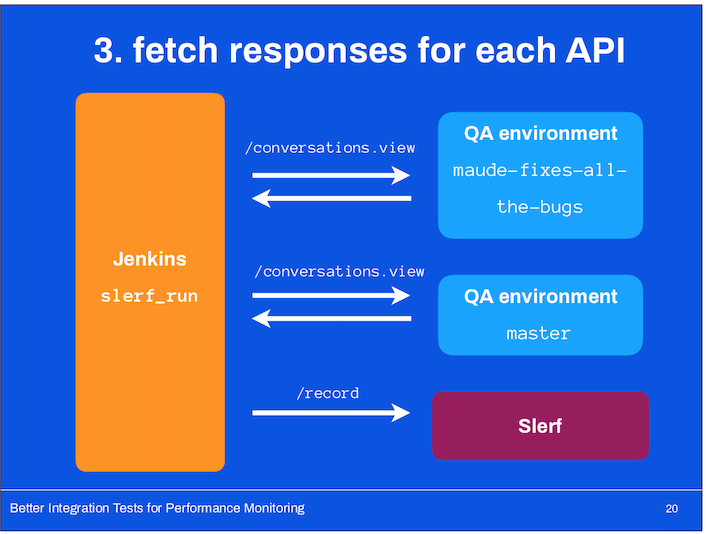 3. fetch responses for each API
Jenkins
slerf_run
/conversations.view
QA environment
maude-fixes-all-
the-bugs
/conversations.view
QA environment
master
/record
Slerf
Better Integration Tests for Performance Monitoring
20